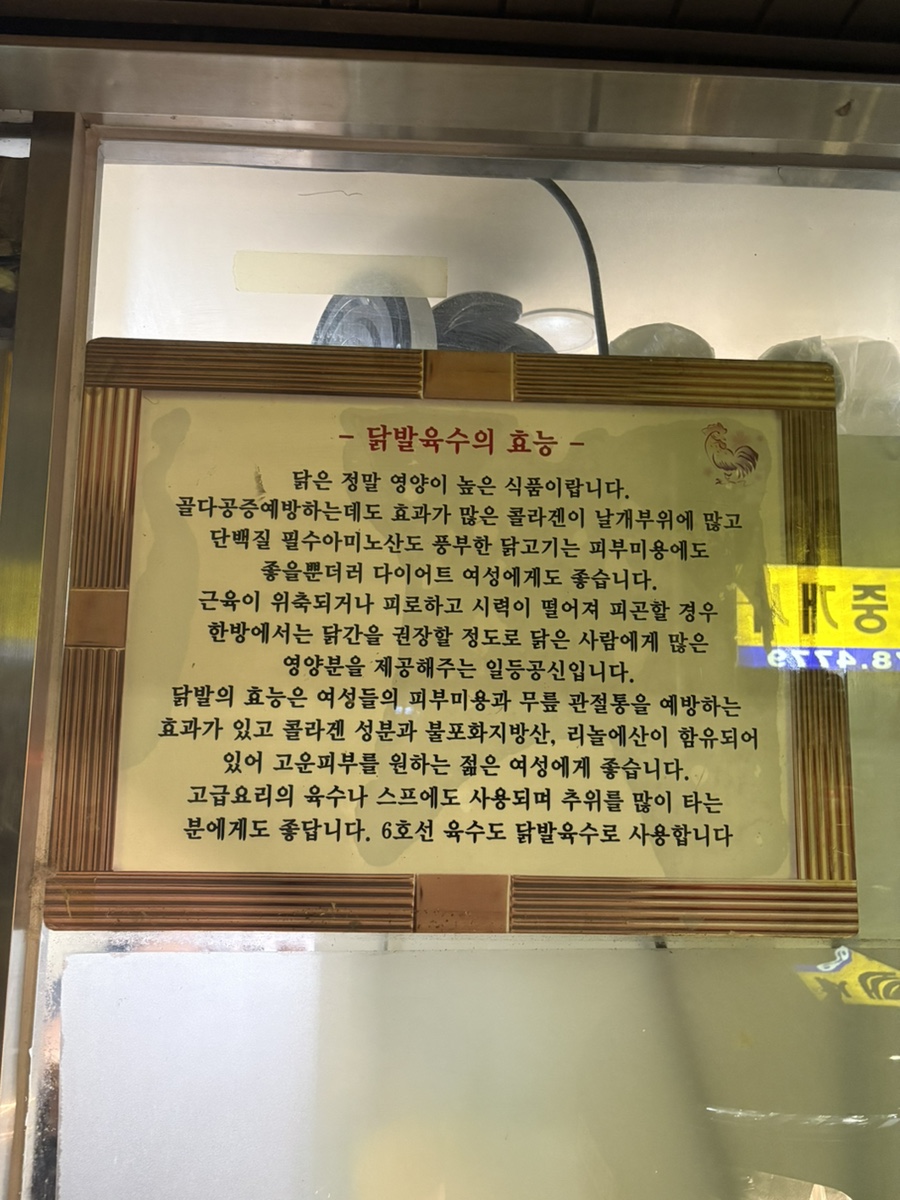 - 닭발육수의 효능 -
닭은 정말 영양이 높은 식품이랍니다.
골다공증예방하는데도 효과가 많은 콜라겐이 날개부위에 많고
단백질 필수아미노산도 풍부한 닭고기는 피부미용에도
좋을뿐더러 다이어트 여성에게도 좋습니다.
근육이 위축되거나 피로하고 시력이 떨어져 피곤할 경우
한방에서는 닭간을 권장할 정도로 닭은 사람에게 많은
영양분을 제공해주는 일등공신입니다.
닭발의 효능은 여성들의 피부미용과 무릎 관절통을 예방하는
효과가 있고 콜라겐 성분과 불포화지방산, 리놀에산이 함유되어
있어 고운피부를 원하는 젊은 여성에게 좋습니다.
고급요리의 육수나 스프에도 사용되며 추위를 많이 타는
분에게도 좋답니다. 6호선 육수도 닭발육수로 사용합니다